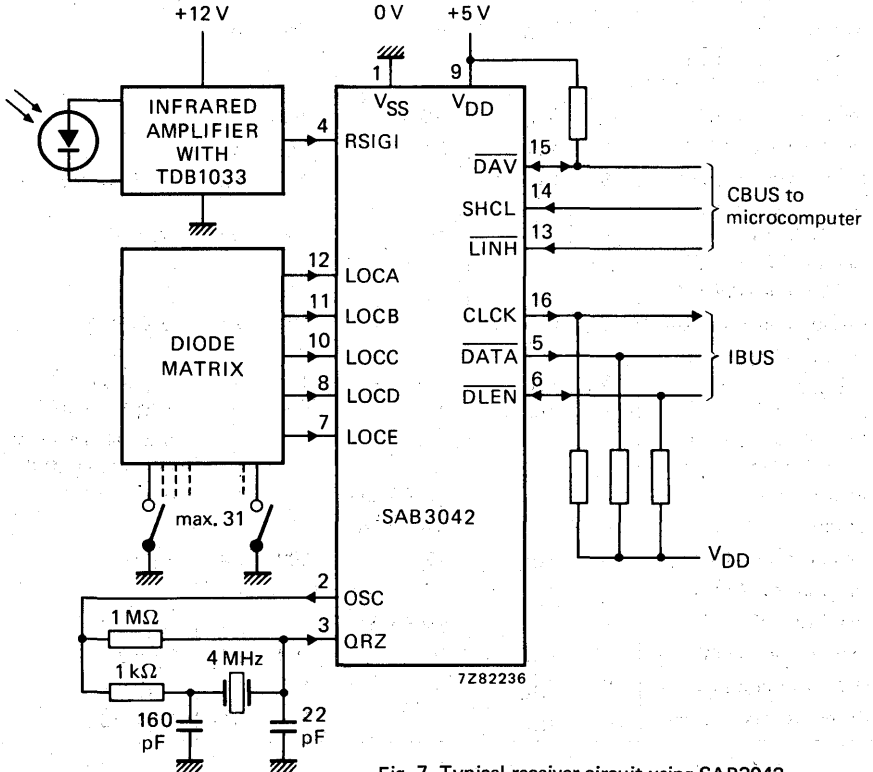 +12 V
0 V
+5 V
1
9
VSS
VDD
INFRARED
AMPLIFIER
WITH
TDB1033
4
RSIGI
15
DAV
14
SHCL
13
LINH
CBUS to
microcomputer
12
LOCA
11
LOCB
10
LOCC
8
LOCD
7
LOCE
DIODE
MATRIX
16
CLCK
5
DATA
6
DLEN
IBUS
max. 31
SAB3042
VDD
2
OSC
1 MΩ
3
QRZ
1 kΩ
4 MHz
7Z82236
160
pF
22
pF
Fig. 7 Typical receiver circuit using SAB3042